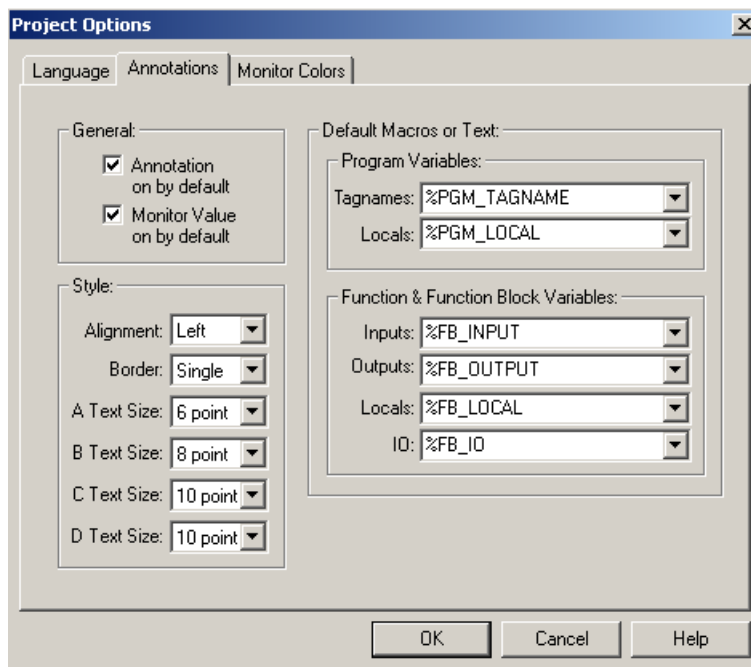 Project Options
Language Annotations Monitor Colors
General:
Annotation
on by default
Monitor Value
on by default
Style:
Alignment: Left
Border: Single
A Text Size: 6 point
B Text Size: 8 point
C Text Size: 10 point
D Text Size: 10 point
Default Macros or Text:
Program Variables:
Tagnames: %PGM_TAGNAME
Locals: %PGM_LOCAL
Function & Function Block Variables:
Inputs: %FB_INPUT
Outputs: %FB_OUTPUT
Locals: %FB_LOCAL
IO: %FB_IO
OK Cancel Help